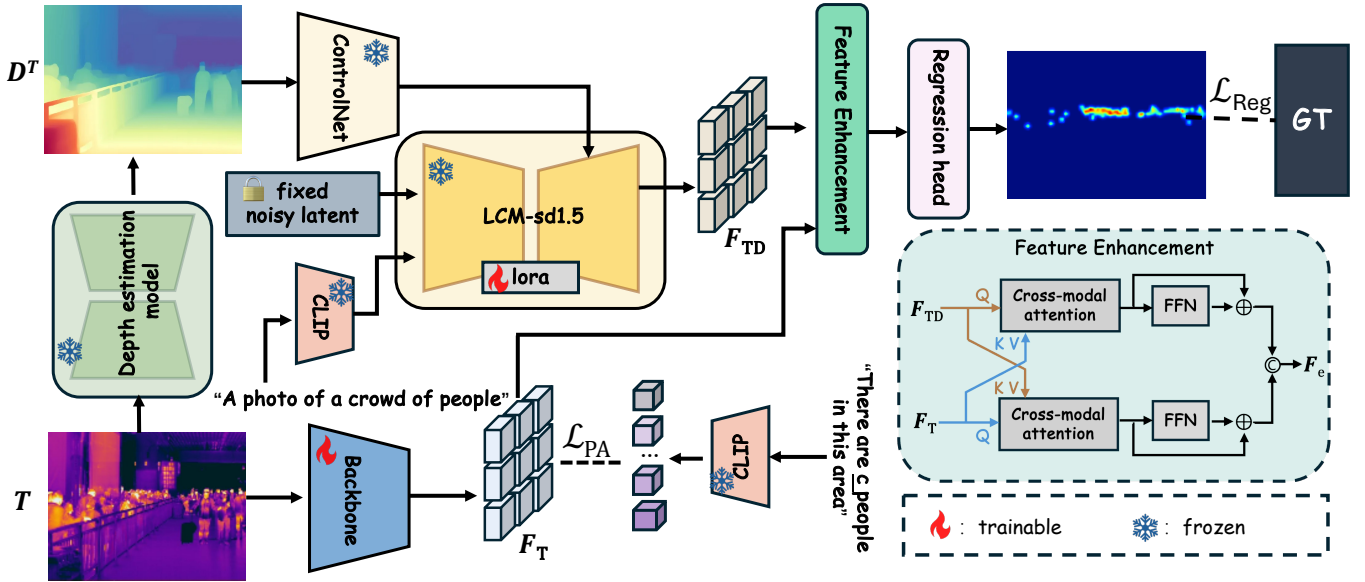 D^T
ControlNet
fixed
noisy latent
LCM-sd1.5
lora
CLIP
Depth estimation
model
"A photo of a crowd of people"
T
Backbone
F_T
ℒ_PA
...
CLIP
"There are c people
in this area"
F_TD
Feature Enhancement
Regression head
ℒ_Reg
GT
Feature Enhancement
F_TD
Q
Cross-modal
attention
FFN
K V
K V
F_T
Q
Cross-modal
attention
FFN
©
F_e
: trainable
: frozen